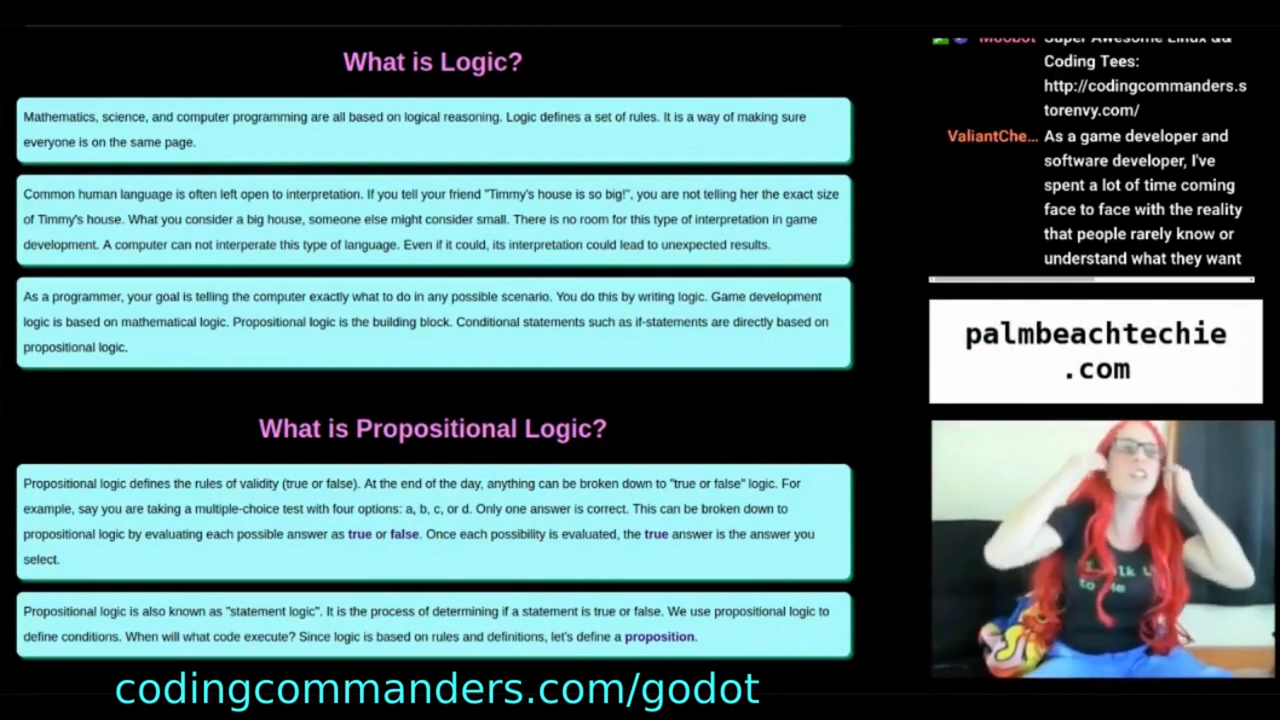 What is Logic?
Mathematics, science, and computer programming are all based on logical reasoning. Logic defines a set of rules. It is a way of making sure
everyone is on the same page.
Common human language is often left open to interpretation. If you tell your friend "Timmy's house is so big!", you are not telling her the exact size
of Timmy's house. What you consider a big house, someone else might consider small. There is no room for this type of interpretation in game
development. A computer can not interperate this type of language. Even if it could, its interpretation could lead to unexpected results.
As a programmer, your goal is telling the computer exactly what to do in any possible scenario. You do this by writing logic. Game development
logic is based on mathematical logic. Propositional logic is the building block. Conditional statements such as if-statements are directly based on
propositional logic.
What is Propositional Logic?
Propositional logic defines the rules of validity (true or false). At the end of the day, anything can be broken down to "true or false" logic. For
example, say you are taking a multiple-choice test with four options: a, b, c, or d. Only one answer is correct. This can be broken down to
propositional logic by evaluating each possible answer as true or false. Once each possibility is evaluated, the true answer is the answer you
select.
Propositional logic is also known as "statement logic". It is the process of determining if a statement is true or false. We use propositional logic to
define conditions. When will what code execute? Since logic is based on rules and definitions, let's define a proposition.
codingcommanders.com/godot
Moobot Super Awesome Linux &&
Coding Tees:
http://codingcommanders.s
torenvy.com/
ValiantChe... As a game developer and
software developer, I've
spent a lot of time coming
face to face with the reality
that people rarely know or
understand what they want
palmbeachtechie
.com
to me